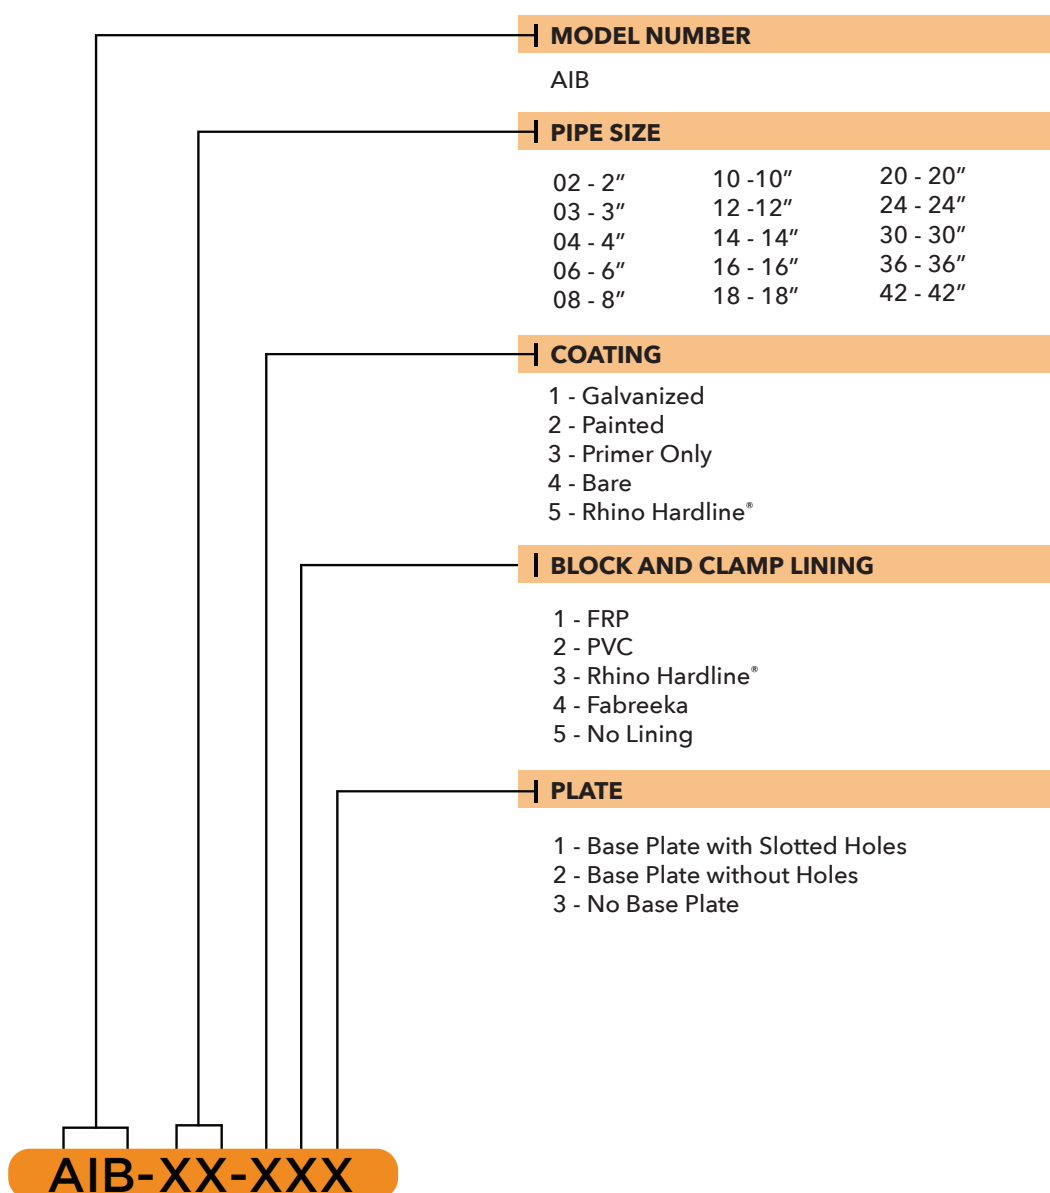 MODEL NUMBER
AIB
PIPE SIZE
02 - 2”
03 - 3”
04 - 4”
06 - 6”
08 - 8”
10 -10”
12 -12”
14 - 14”
16 - 16”
18 - 18”
20 - 20”
24 - 24”
30 - 30”
36 - 36”
42 - 42”
COATING
1 - Galvanized
2 - Painted
3 - Primer Only
4 - Bare
5 - Rhino Hardline®
BLOCK AND CLAMP LINING
1 - FRP
2 - PVC
3 - Rhino Hardline®
4 - Fabreeka
5 - No Lining
PLATE
1 - Base Plate with Slotted Holes
2 - Base Plate without Holes
3 - No Base Plate
AIB-XX-XXX